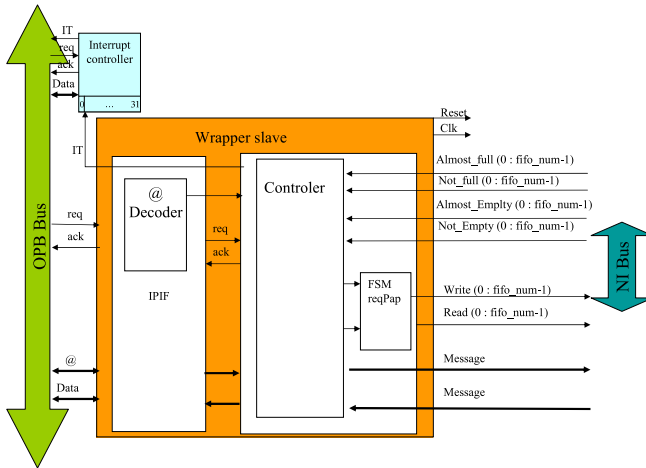 IT
req
ack
Data
Interrupt
controller
0 ... 31
Reset
Clk
Wrapper slave
IT
Almost_full (0 : fifo_num-1)
Not_full (0 : fifo_num-1)
Almost_Emplty (0 : fifo_num-1)
Not_Empty (0 : fifo_num-1)
@
Decoder
Controler
req
ack
req
ack
OPB Bus
NI Bus
IPIF
FSM
reqPap
Write (0 : fifo_num-1)
Read (0 : fifo_num-1)
@
Data
Message
Message